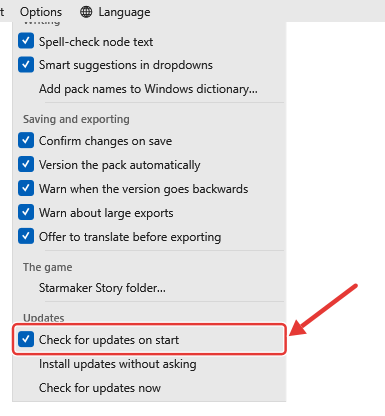 t Options Language
Writing
Spell-check node text
Smart suggestions in dropdowns
Add pack names to Windows dictionary...
Saving and exporting
Confirm changes on save
Version the pack automatically
Warn when the version goes backwards
Warn about large exports
Offer to translate before exporting
The game
Starmaker Story folder...
Updates
Check for updates on start
Install updates without asking
Check for updates now